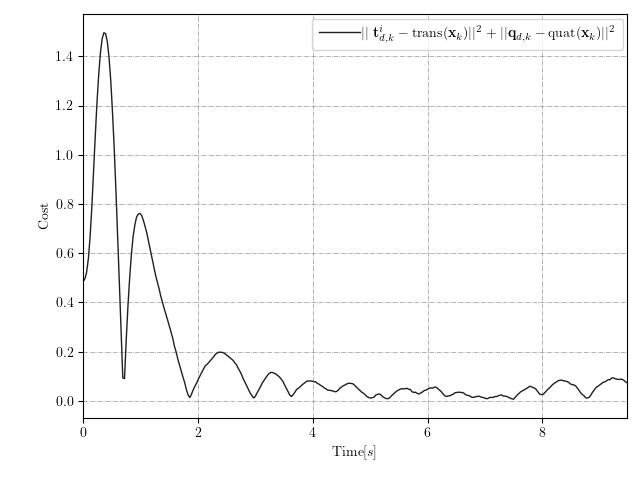 || t^i_{d,k} − trans(x_k)||² + ||q_{d,k} − quat(x_k)||²
1.4
1.2
1.0
0.8
0.6
0.4
0.2
0.0
Cost
0 2 4 6 8
Time[s]